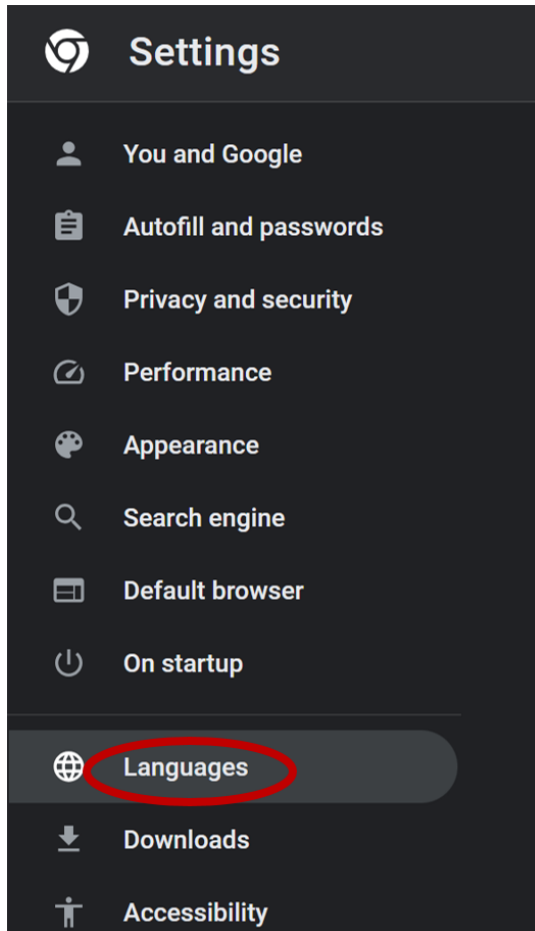 Settings
You and Google
Autofill and passwords
Privacy and security
Performance
Appearance
Search engine
Default browser
On startup
Languages
Downloads
Accessibility